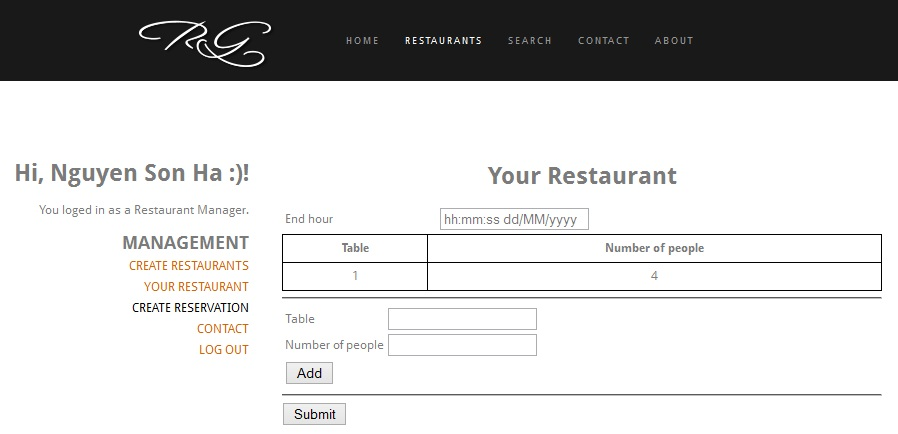 RG
HOME RESTAURANTS SEARCH CONTACT ABOUT
Hi, Nguyen Son Ha :)!
You loged in as a Restaurant Manager.
MANAGEMENT
CREATE RESTAURANTS
YOUR RESTAURANT
CREATE RESERVATION
CONTACT
LOG OUT
Your Restaurant
End hour hh:mm:ss dd/MM/yyyy
Table Number of people
1 4
Table
Number of people
Add
Submit